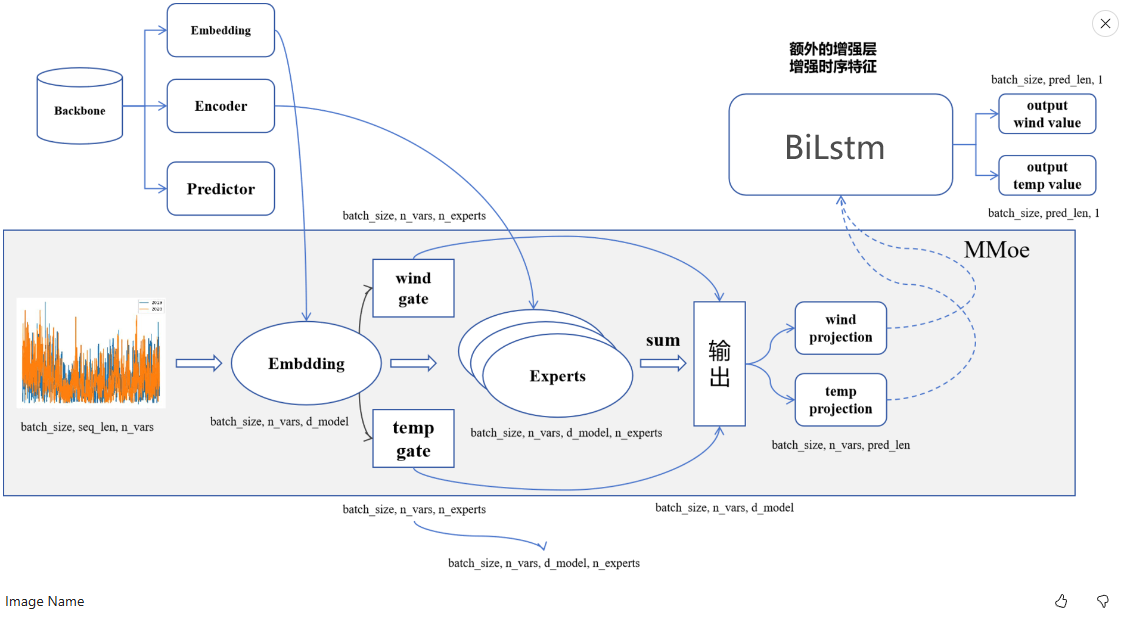 Embedding
Backbone
Encoder
Predictor
额外的增强层
增强时序特征
batch_size, pred_len, 1
output
wind value
BiLstm
output
temp value
batch_size, pred_len, 1
batch_size, n_vars, n_experts
MMoe
wind
gate
2019
2020
Embdding
sum
输
出
wind
projection
Experts
temp
projection
batch_size, seq_len, n_vars
batch_size, n_vars, d_model
temp
gate
batch_size, n_vars, d_model, n_experts
batch_size, n_vars, pred_len
batch_size, n_vars, n_experts
batch_size, n_vars, d_model
batch_size, n_vars, d_model, n_experts
Image Name